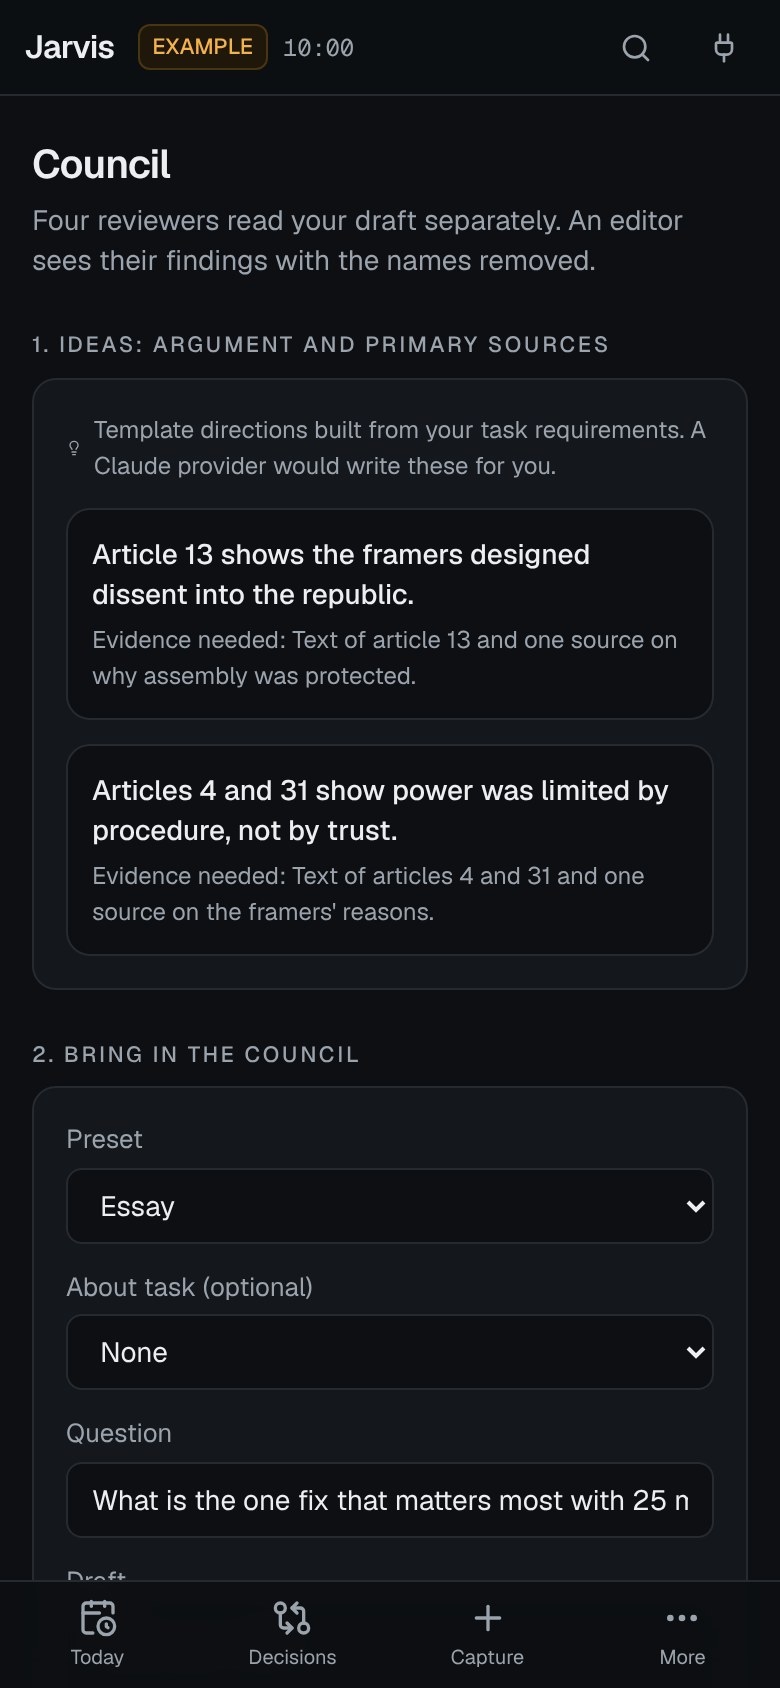 Jarvis EXAMPLE 10:00
Council
Four reviewers read your draft separately. An editor
sees their findings with the names removed.
1. IDEAS: ARGUMENT AND PRIMARY SOURCES
Template directions built from your task requirements. A
Claude provider would write these for you.
Article 13 shows the framers designed
dissent into the republic.
Evidence needed: Text of article 13 and one source on
why assembly was protected.
Articles 4 and 31 show power was limited by
procedure, not by trust.
Evidence needed: Text of articles 4 and 31 and one
source on the framers' reasons.
2. BRING IN THE COUNCIL
Preset
Essay
About task (optional)
None
Question
What is the one fix that matters most with 25 n
Draft
Today Decisions Capture More